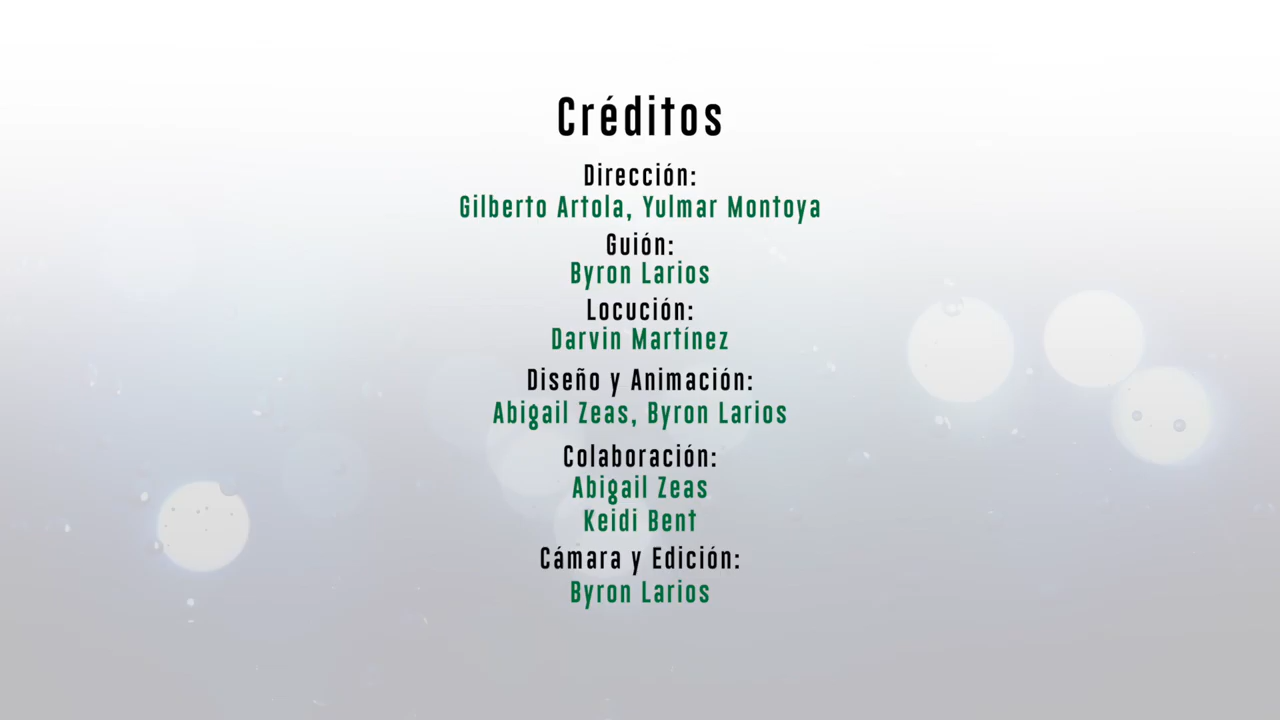 Créditos
Dirección:
Gilberto Artola, Yulmar Montoya
Guión:
Byron Larios
Locución:
Darvin Martínez
Diseño y Animación:
Abigail Zeas, Byron Larios
Colaboración:
Abigail Zeas
Keidi Bent
Cámara y Edición:
Byron Larios